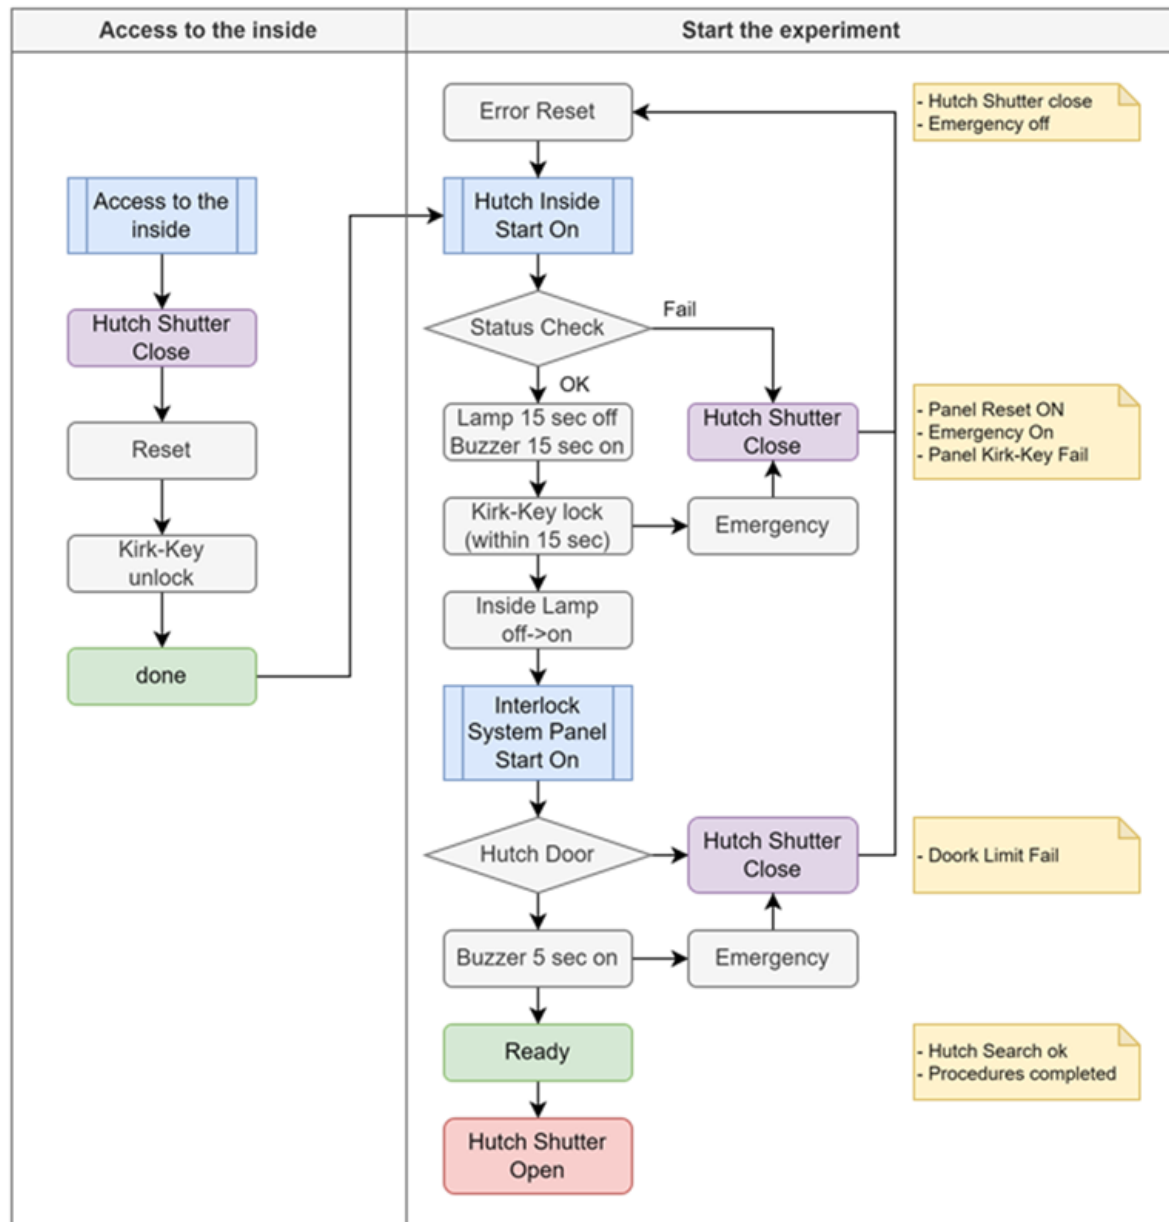 Access to the inside
Start the experiment
Error Reset
- Hutch Shutter close
- Emergency off
Access to the
inside
Hutch Inside
Start On
Hutch Shutter
Close
Status Check
Fail
OK
Reset
Lamp 15 sec off
Buzzer 15 sec on
Hutch Shutter
Close
- Panel Reset ON
- Emergency On
- Panel Kirk-Key Fail
Kirk-Key
unlock
Kirk-Key lock
(within 15 sec)
Emergency
Inside Lamp
off->on
done
Interlock
System Panel
Start On
Hutch Door
Hutch Shutter
Close
- Doork Limit Fail
Buzzer 5 sec on
Emergency
Ready
- Hutch Search ok
- Procedures completed
Hutch Shutter
Open